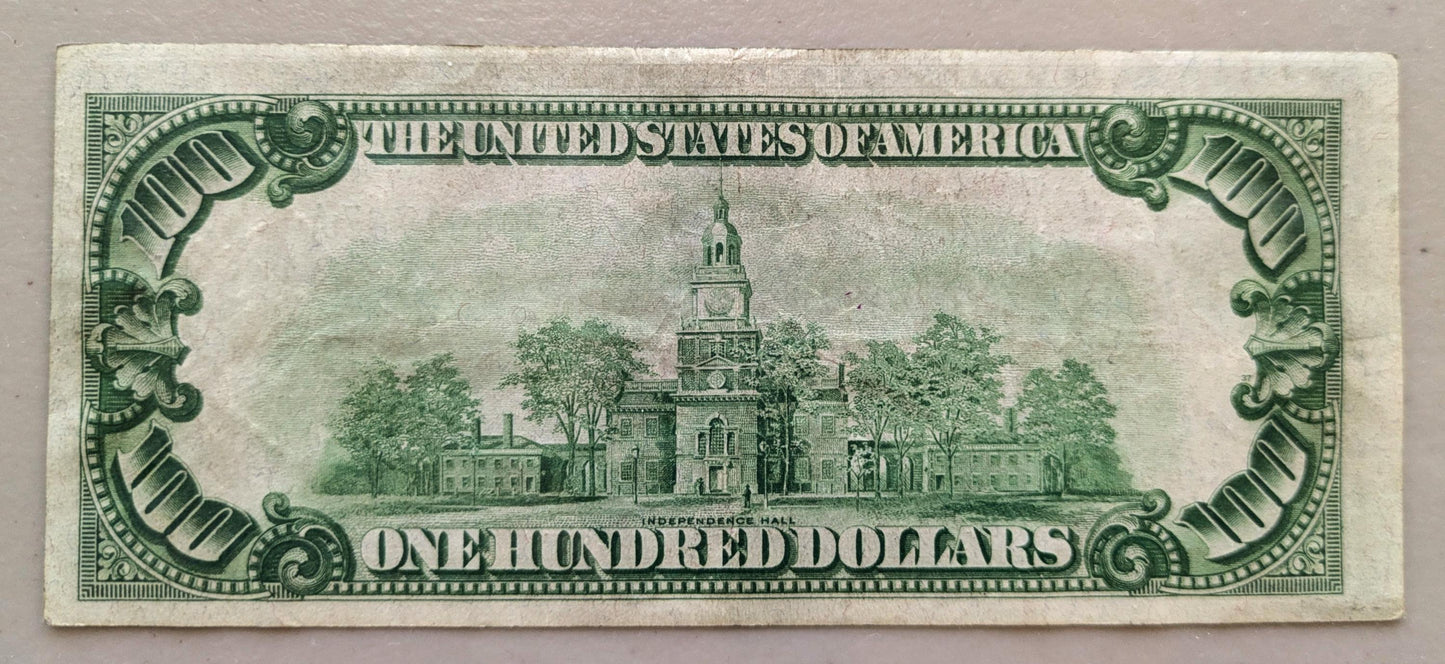 THE UNITED STATES OF AMERICA
100
100
INDEPENDENCE HALL
100
ONE HUNDRED DOLLARS
100